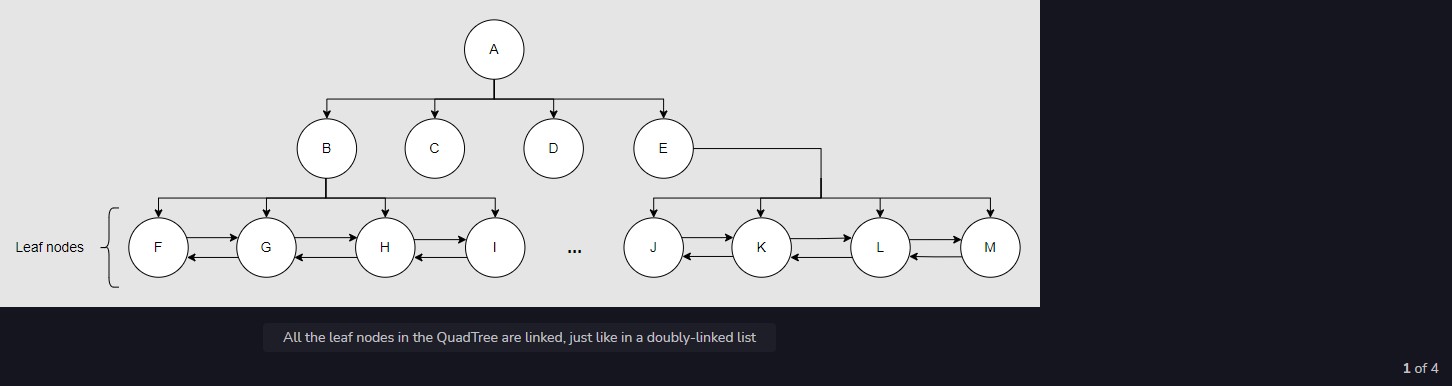 A
B
C
D
E
Leaf nodes
F
G
H
I
...
J
K
L
M
All the leaf nodes in the QuadTree are linked, just like in a doubly-linked list
1 of 4